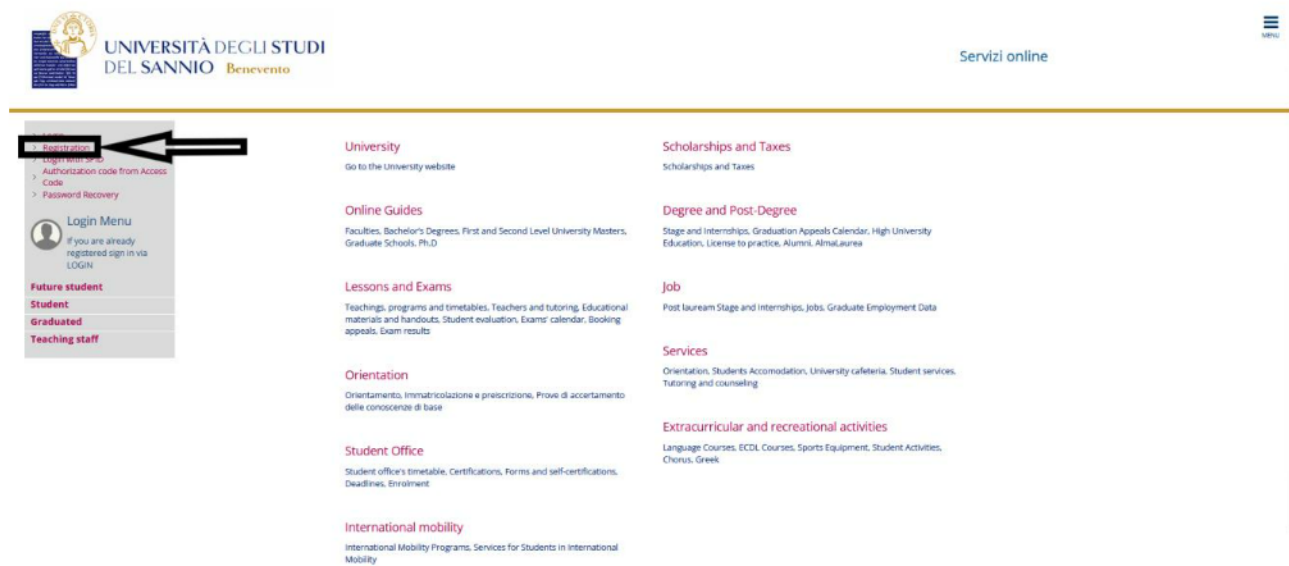 UNIVERSITÀ DEGLI STUDI
DEL SANNIO Benevento
Servizi online
MENU
Registration
Login with SPID
Authorization code from Access
Code
Password Recovery
Login Menu
If you are already
registered sign in via
LOGIN
Future student
Student
Graduated
Teaching staff
University
Go to the University website
Online Guides
Faculties, Bachelor's Degrees, First and Second Level University Masters,
Graduate Schools, Ph.D
Lessons and Exams
Teachings, programs and timetables, Teachers and tutoring, Educational
materials and handouts, Student evaluation, Exams' calendar, Booking
appeals, Exam results
Orientation
Orientamento, Immatricolazione e preiscrizione, Prove di accertamento
delle conoscenze di base
Student Office
Student office's timetable, Certifications, Forms and self-certifications,
Deadlines, Enrolment
International mobility
International Mobility Programs, Services for Students in International
Mobility
Scholarships and Taxes
Scholarships and Taxes
Degree and Post-Degree
Stage and Internships, Graduation Appeals Calendar, High University
Education, License to practice, Alumni, AlmaLaurea
Job
Post lauream Stage and Internships, Jobs, Graduate Employment Data
Services
Orientation, Students Accomodation, University cafeteria, Student services,
Tutoring and counseling
Extracurricular and recreational activities
Language Courses, ECDL Courses, Sports Equipment, Student Activities,
Chorus, Greek